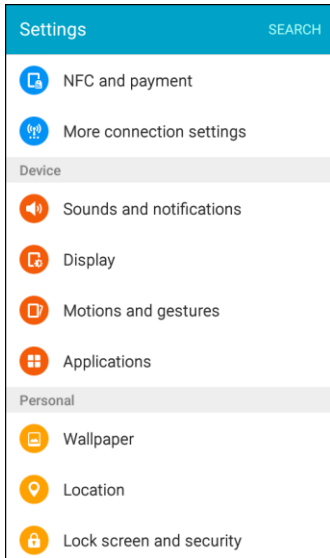 Settings
SEARCH
NFC and payment
More connection settings
Device
Sounds and notifications
Display
Motions and gestures
Applications
Personal
Wallpaper
Location
Lock screen and security